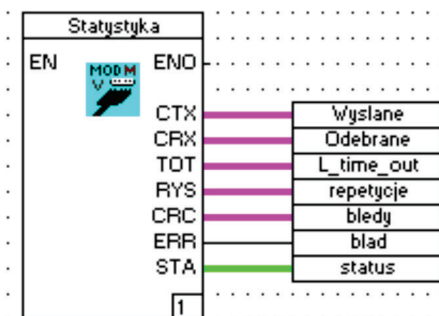 Statystyka
EN MOD M ENO
V
CTX Wyslane
CRX Odebrane
TOT L_time_out
RYS repetycje
CRC bledy
ERR blad
STA status
1